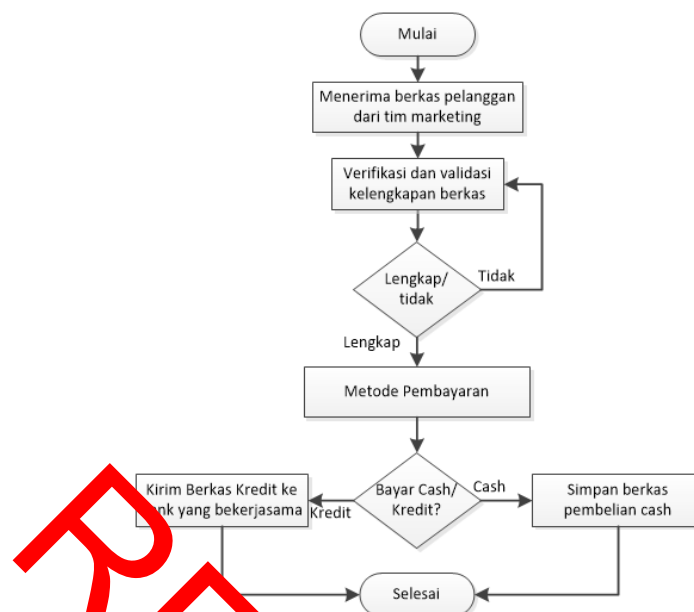 Mulai
Menerima berkas pelanggan
dari tim marketing
Verifikasi dan validasi
kelengkapan berkas
Lengkap/
tidak
Tidak
Lengkap
Metode Pembayaran
Kirim Berkas Kredit ke
yang bekerjasama
Kredit
Bayar Cash/
Kredit?
Cash
Simpan berkas
pembelian cash
Selesai